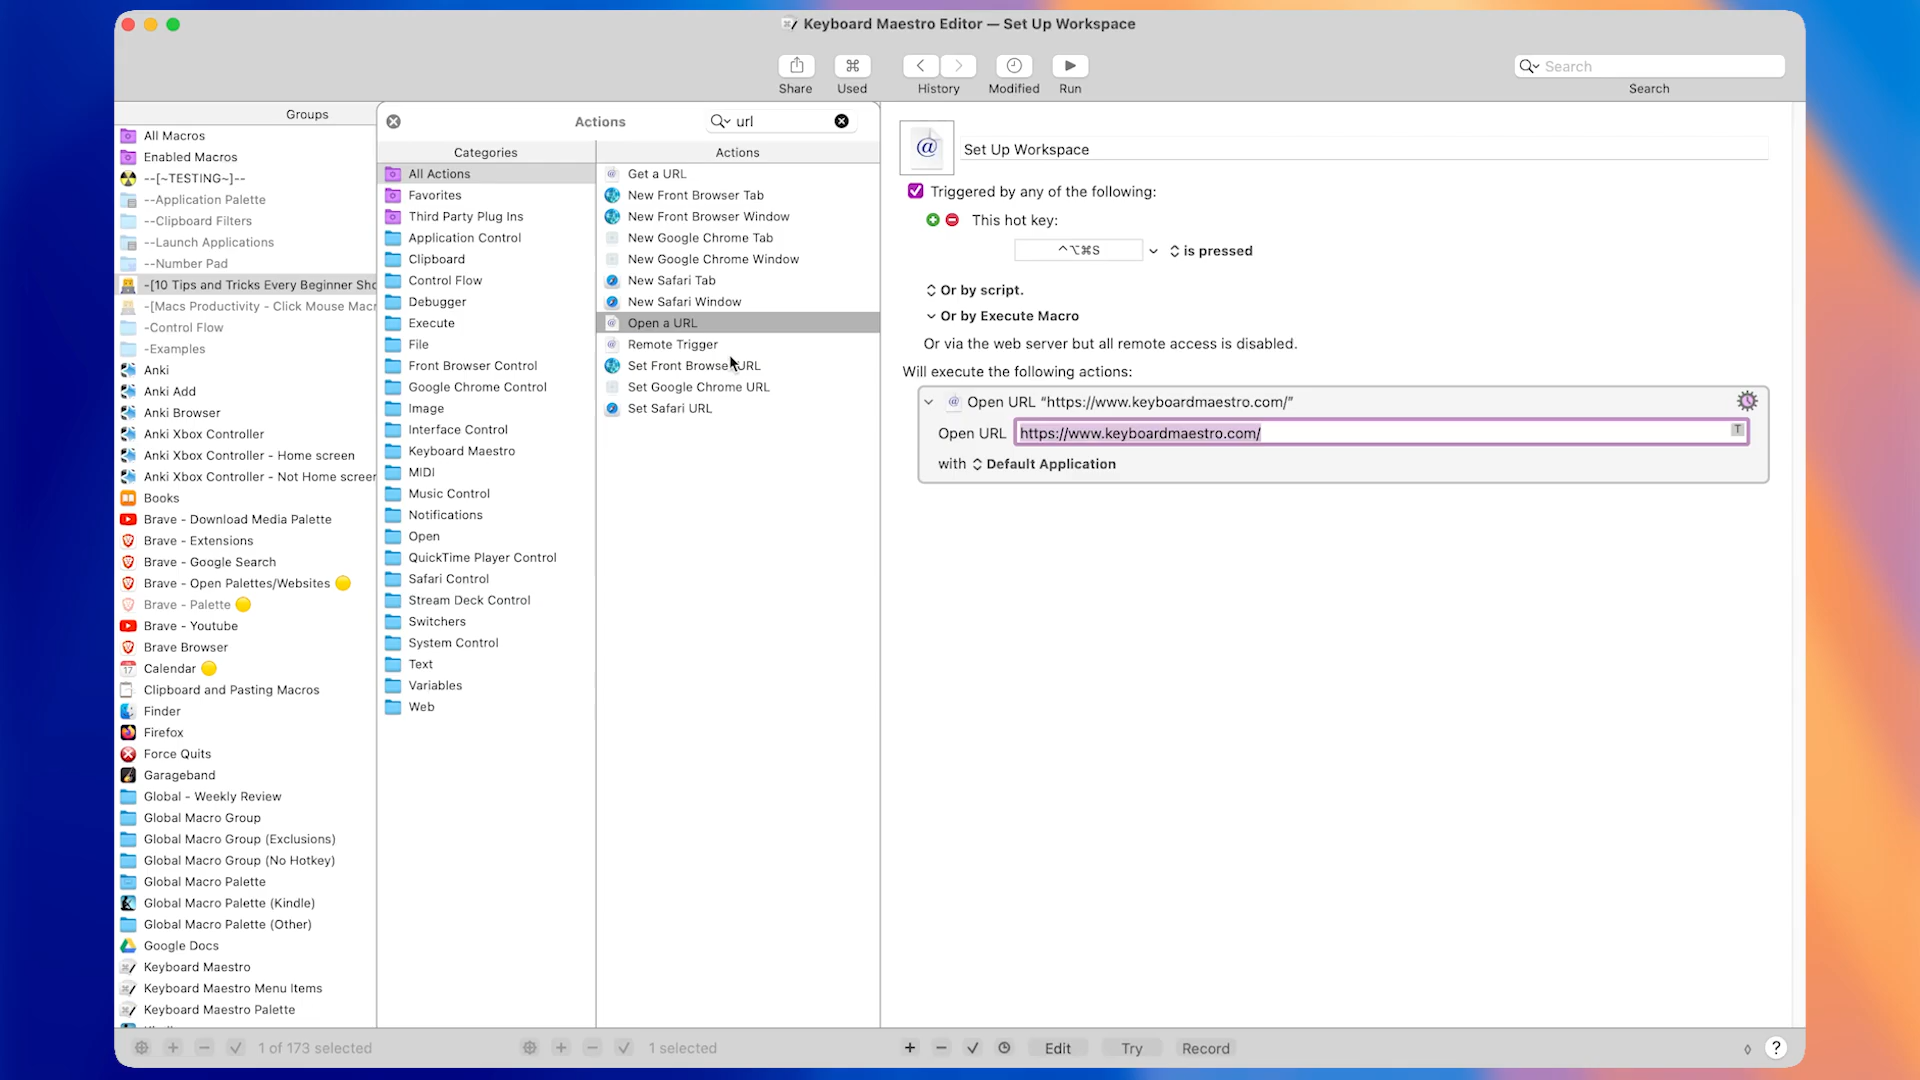 Keyboard Maestro Editor — Set Up Workspace
Share
Used
History
Modified
Run
Search
Search
Groups
All Macros
Enabled Macros
--[~TESTING~]--
--Application Palette
--Clipboard Filters
--Launch Applications
--Number Pad
-[10 Tips and Tricks Every Beginner Sho
-[Macs Productivity - Click Mouse Macr
-Control Flow
-Examples
Anki
Anki Add
Anki Browser
Anki Xbox Controller
Anki Xbox Controller - Home screen
Anki Xbox Controller - Not Home screen
Books
Brave - Download Media Palette
Brave - Extensions
Brave - Google Search
Brave - Open Palettes/Websites
Brave - Palette
Brave - Youtube
Brave Browser
Calendar
Clipboard and Pasting Macros
Finder
Firefox
Force Quits
Garageband
Global - Weekly Review
Global Macro Group
Global Macro Group (Exclusions)
Global Macro Group (No Hotkey)
Global Macro Palette
Global Macro Palette (Kindle)
Global Macro Palette (Other)
Google Docs
Keyboard Maestro
Keyboard Maestro Menu Items
Keyboard Maestro Palette
1 of 173 selected
Actions
url
Categories
All Actions
Favorites
Third Party Plug Ins
Application Control
Clipboard
Control Flow
Debugger
Execute
File
Front Browser Control
Google Chrome Control
Image
Interface Control
Keyboard Maestro
MIDI
Music Control
Notifications
Open
QuickTime Player Control
Safari Control
Stream Deck Control
Switchers
System Control
Text
Variables
Web
Actions
Get a URL
New Front Browser Tab
New Front Browser Window
New Google Chrome Tab
New Google Chrome Window
New Safari Tab
New Safari Window
Open a URL
Remote Trigger
Set Front Browser URL
Set Google Chrome URL
Set Safari URL
1 selected
Set Up Workspace
Triggered by any of the following:
This hot key:
^⌥⌘S is pressed
Or by script.
Or by Execute Macro
Or via the web server but all remote access is disabled.
Will execute the following actions:
Open URL “https://www.keyboardmaestro.com/”
Open URL https://www.keyboardmaestro.com/ T
with Default Application
Edit
Try
Record
?